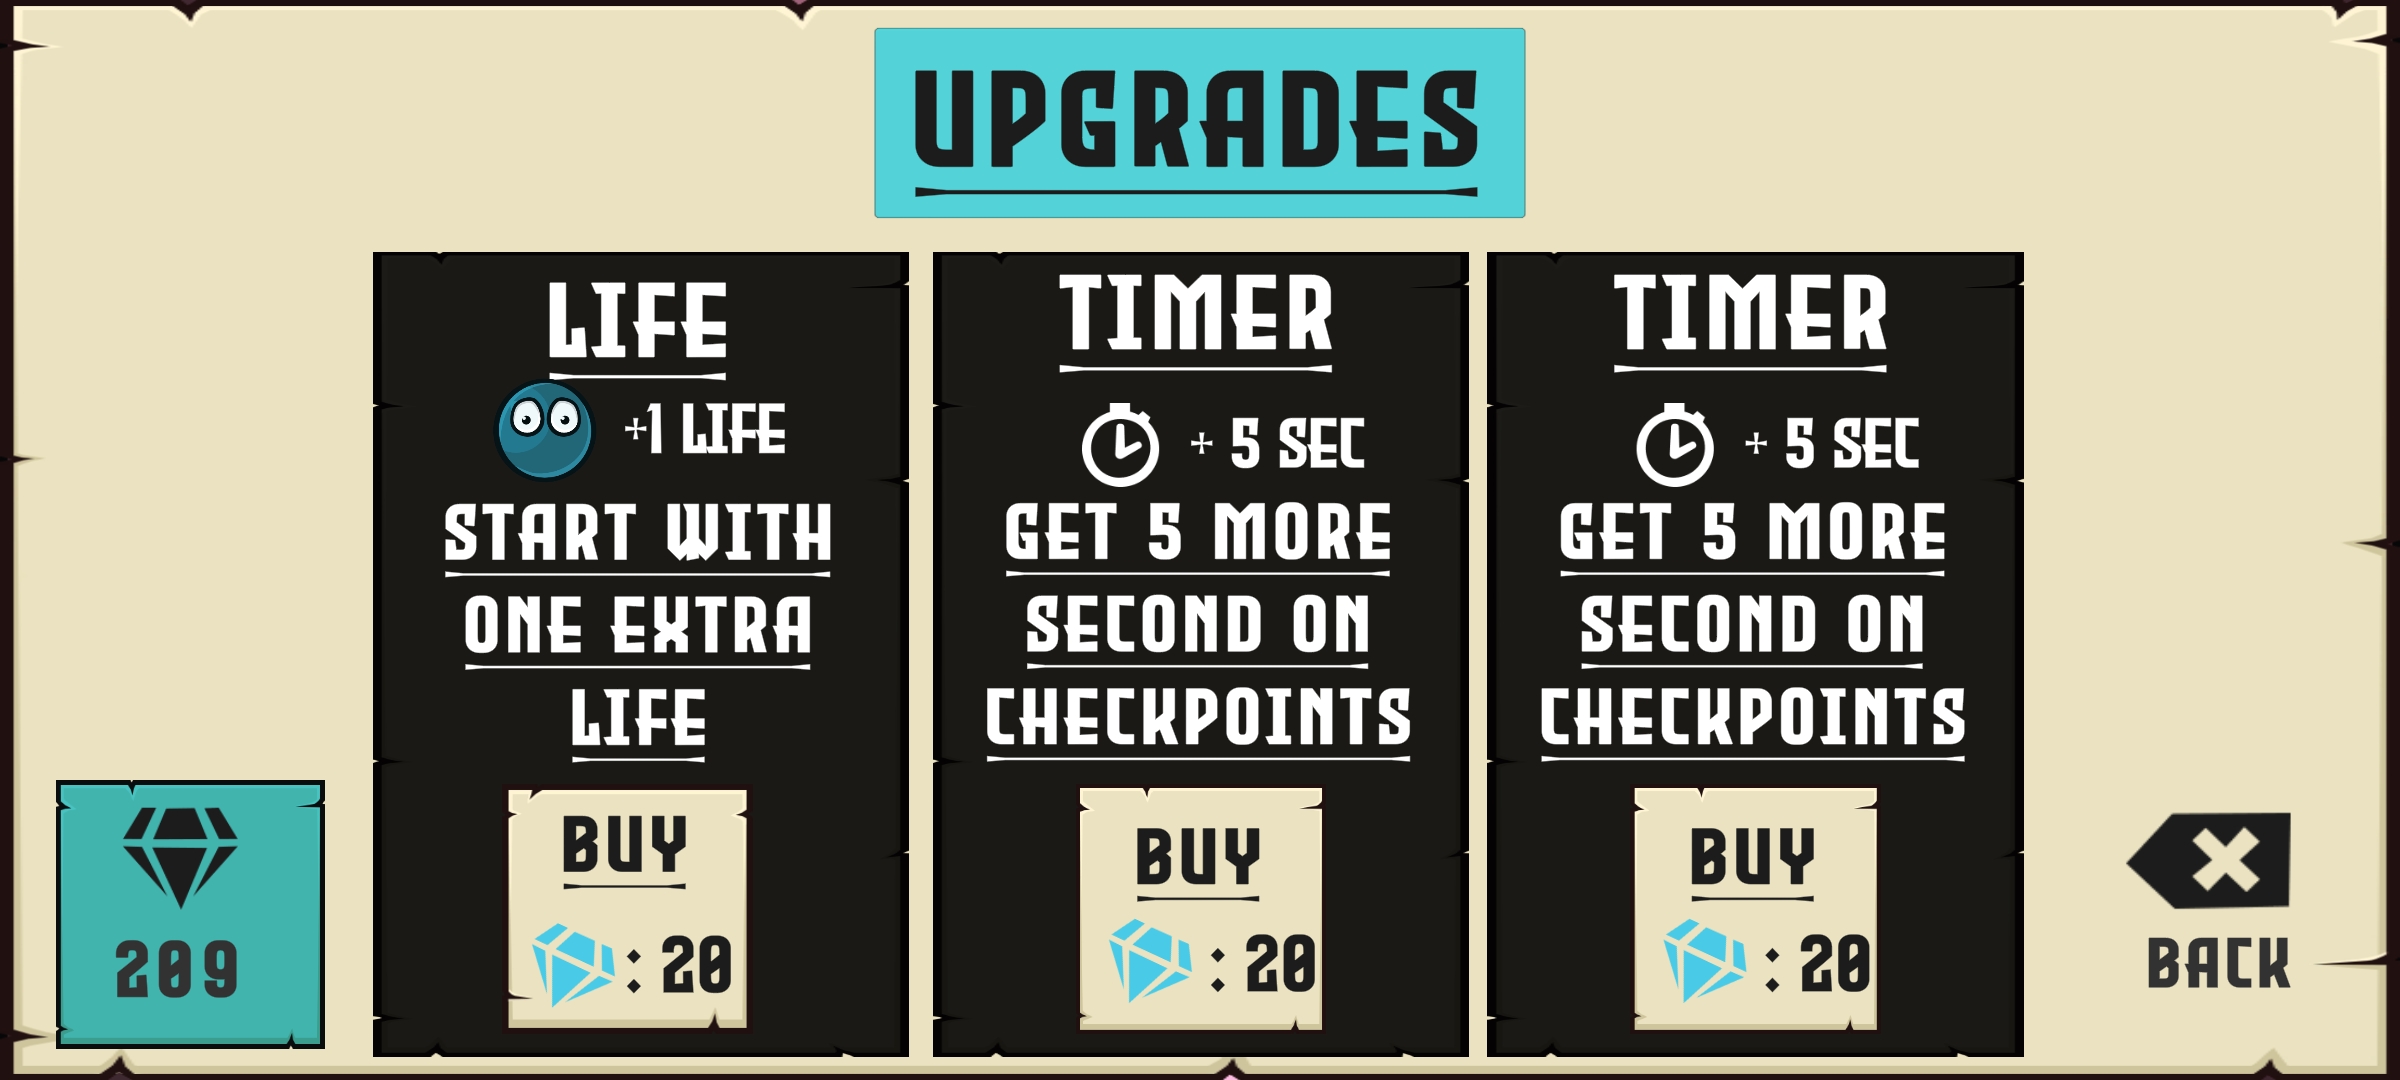 UPGRADES
LIFE
+1 LIFE
START WITH
ONE EXTRA
LIFE
BUY
: 20
TIMER
+ 5 SEC
GET 5 MORE
SECOND ON
CHECKPOINTS
BUY
: 20
TIMER
+ 5 SEC
GET 5 MORE
SECOND ON
CHECKPOINTS
BUY
: 20
209
BACK